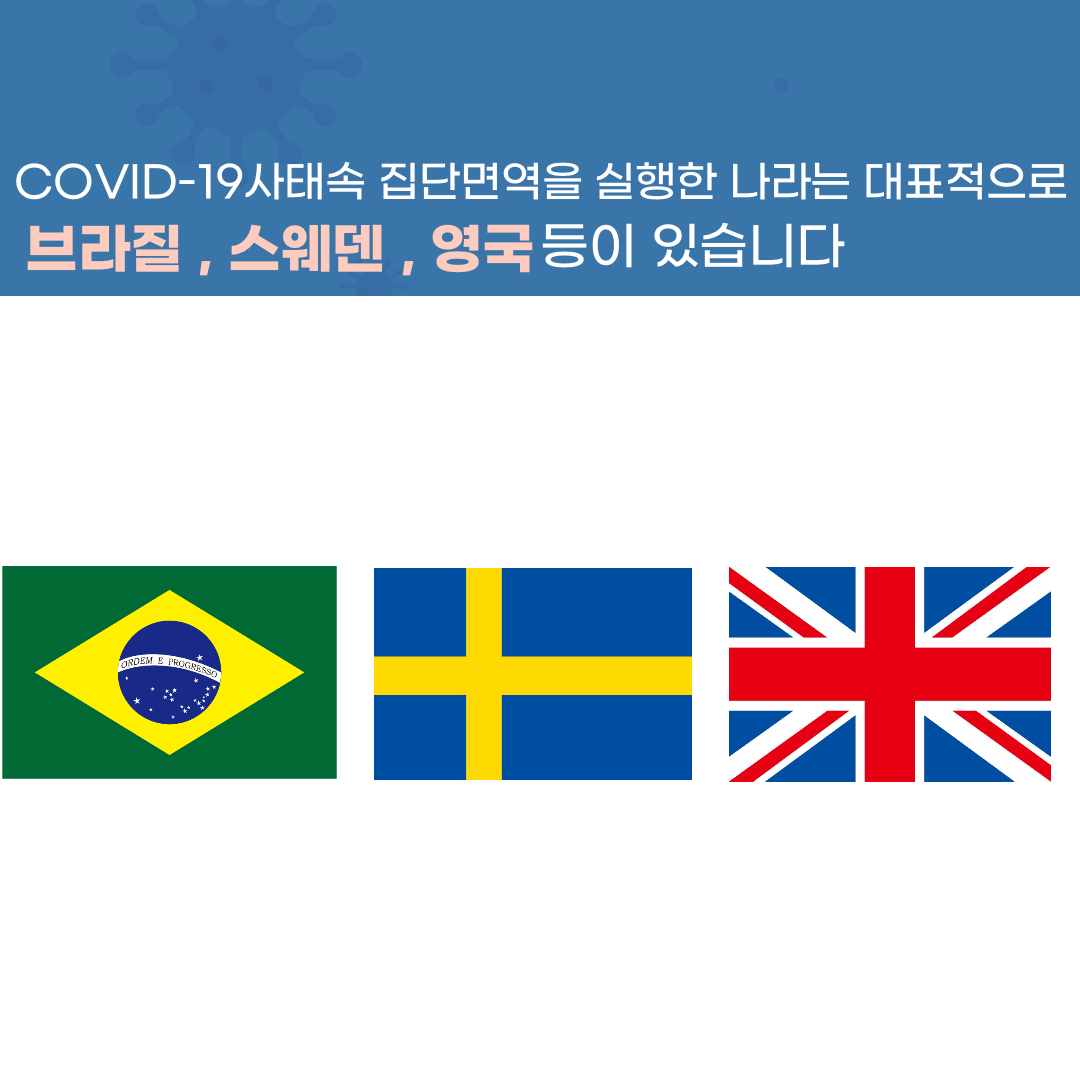 COVID-19사태속 집단면역을 실행한 나라는 대표적으로
브라질 , 스웨덴 , 영국등이 있습니다
ORDEM E PROGRESSO